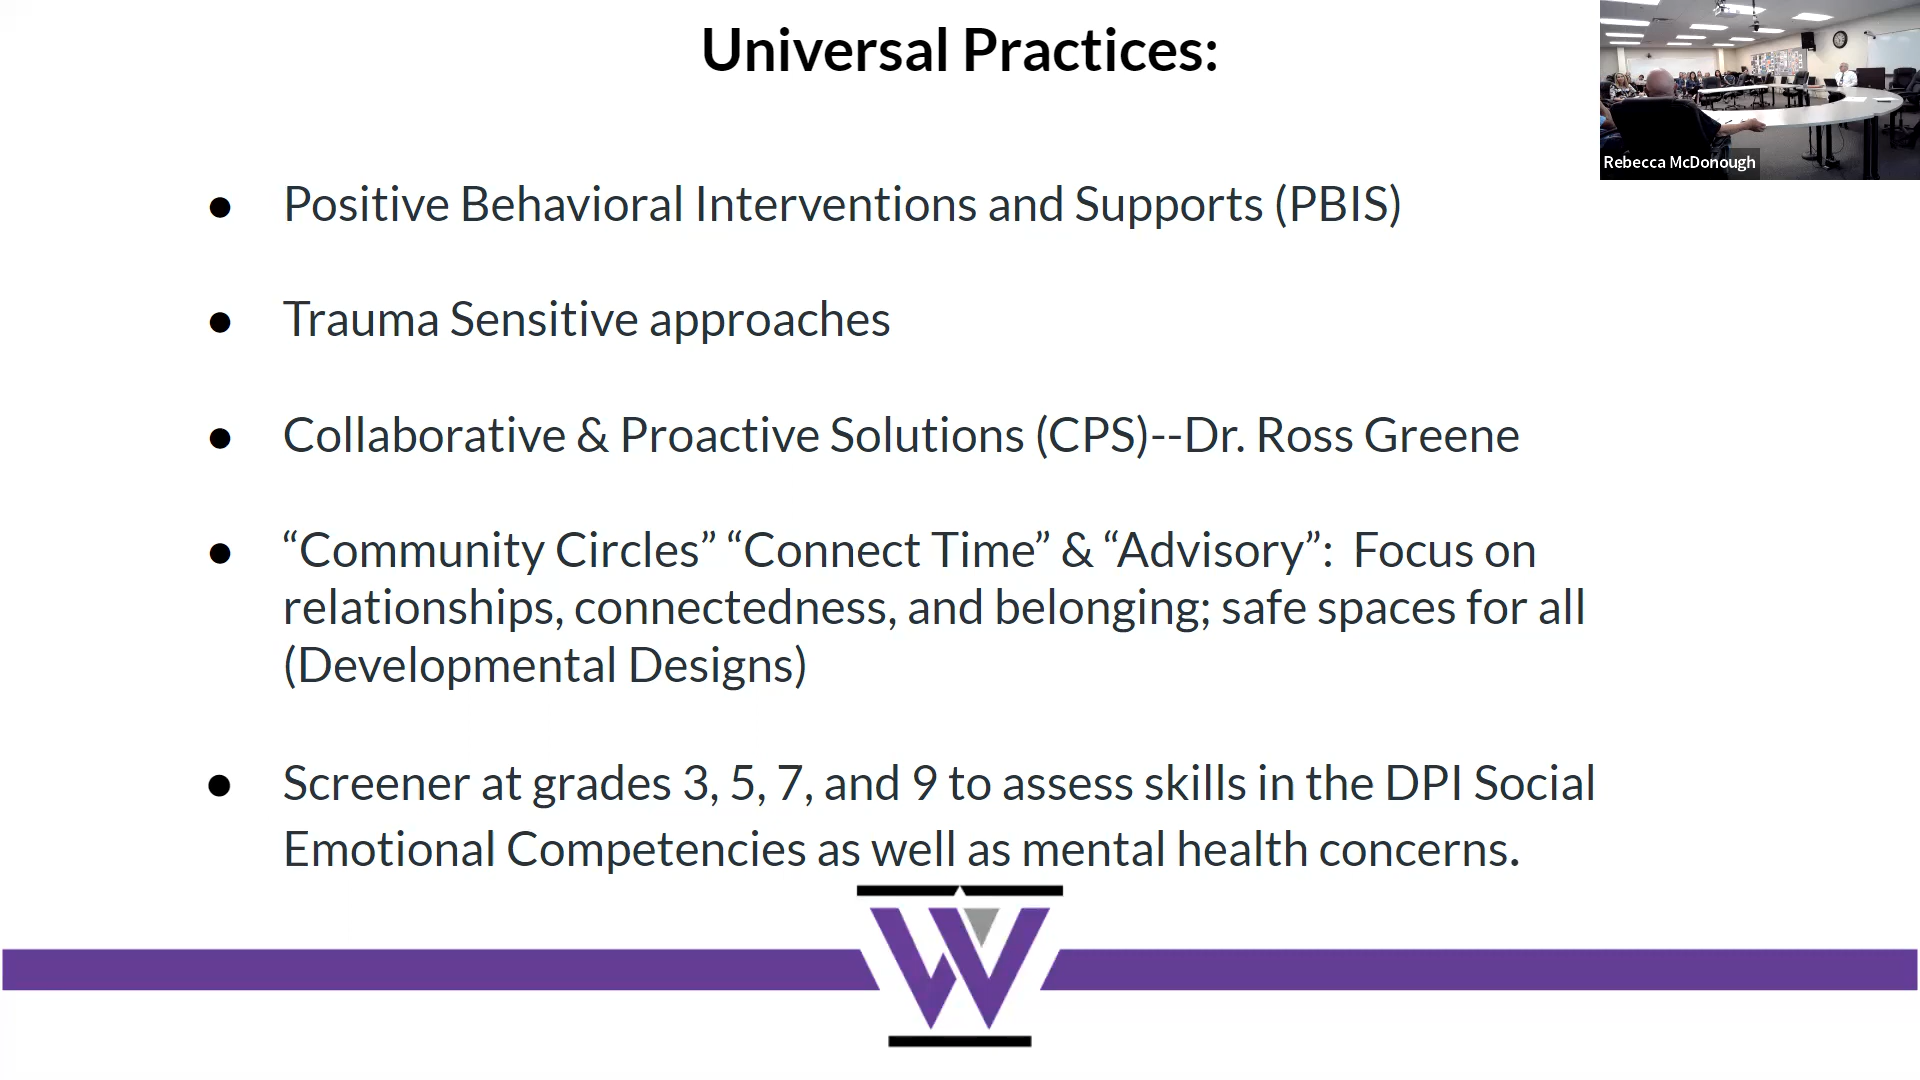 Universal Practices:
Rebecca McDonough
● Positive Behavioral Interventions and Supports (PBIS)
● Trauma Sensitive approaches
● Collaborative & Proactive Solutions (CPS)--Dr. Ross Greene
● “Community Circles” “Connect Time” & “Advisory”:  Focus on
relationships, connectedness, and belonging; safe spaces for all
(Developmental Designs)
● Screener at grades 3, 5, 7, and 9 to assess skills in the DPI Social
Emotional Competencies as well as mental health concerns.
W